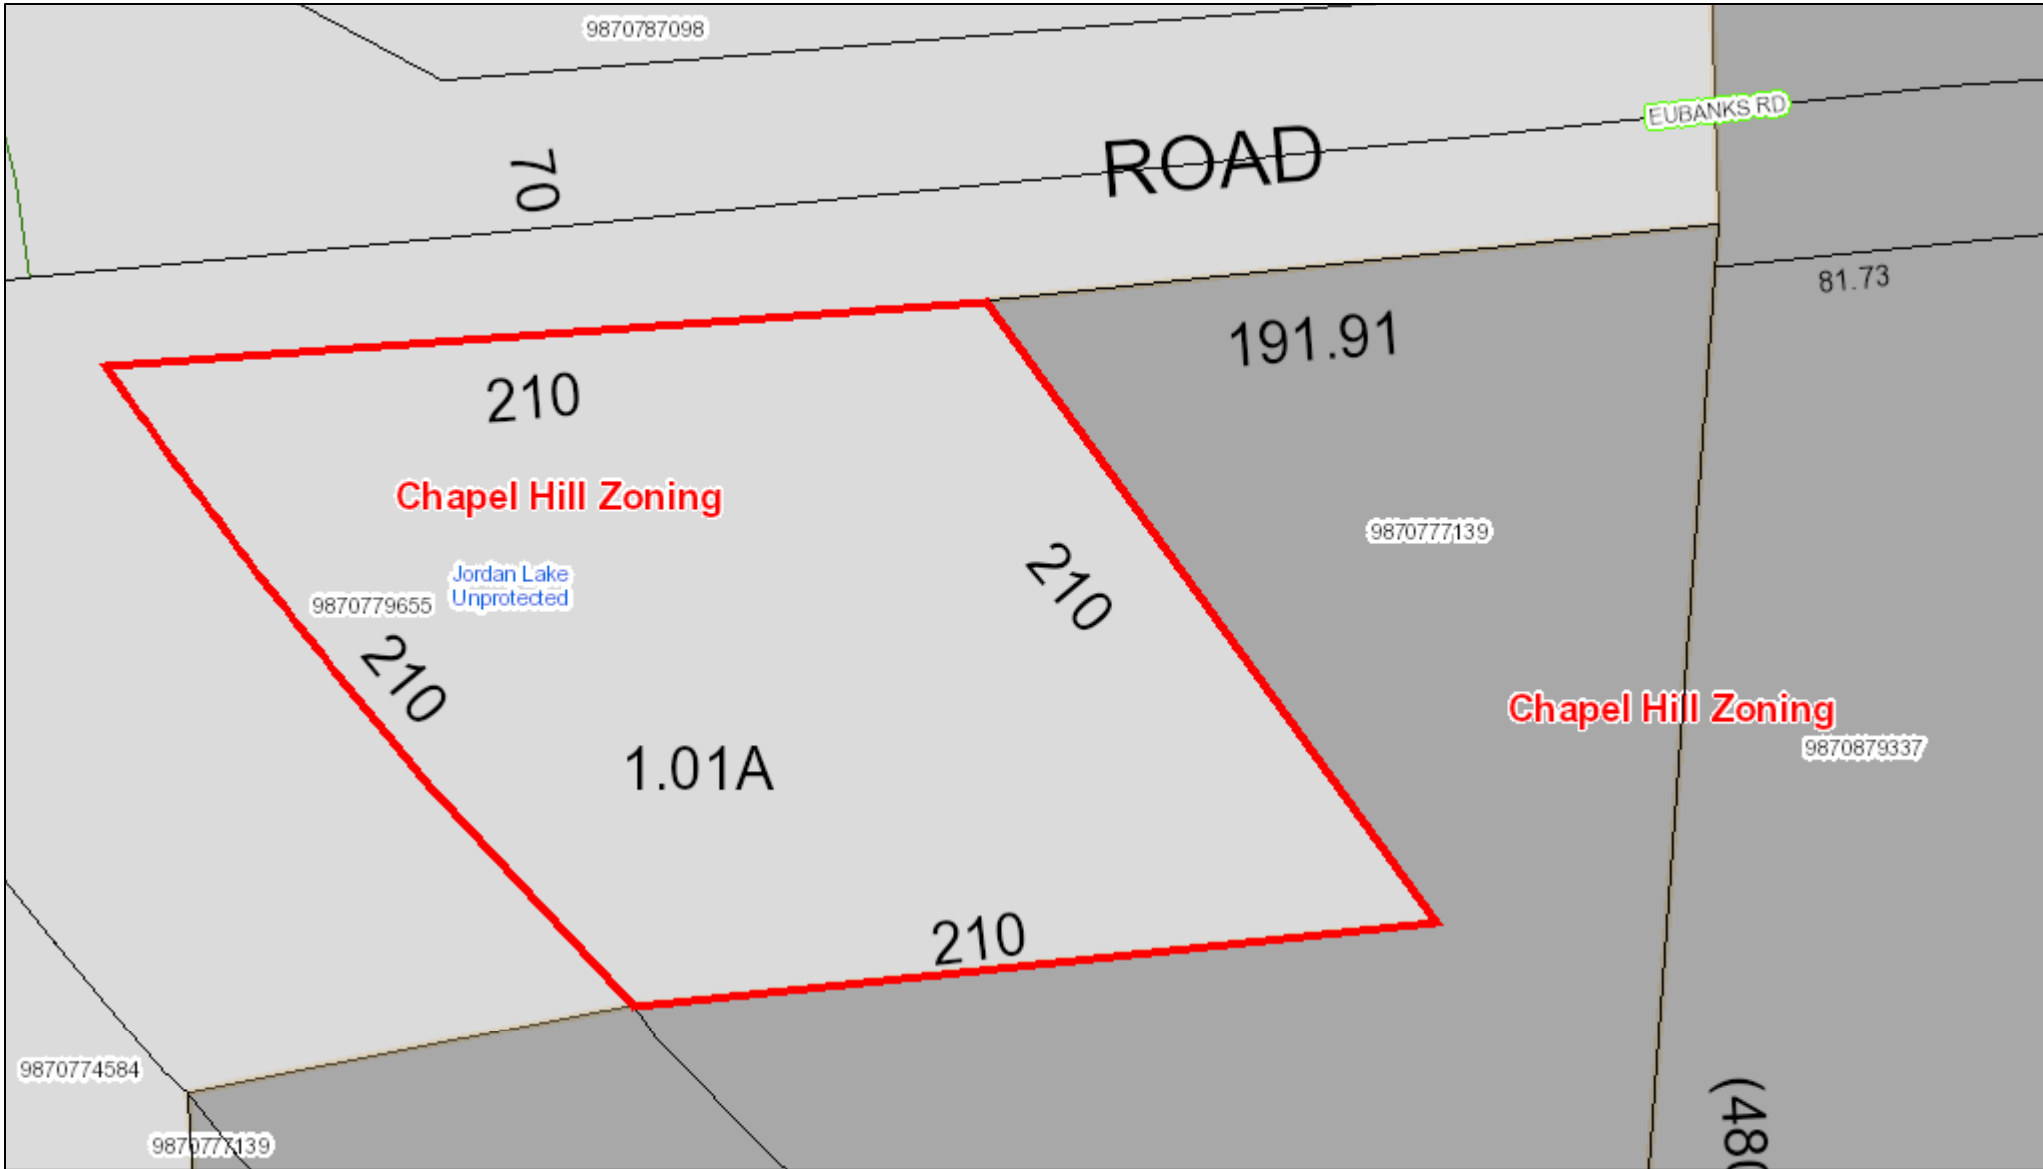 9870787098
EUBANKS RD
ROAD
70
81.73
191.91
210
Chapel Hill Zoning
9870777139
Jordan Lake
Unprotected
9870779655
210
210
Chapel Hill Zoning
9870879337
1.01A
210
9870774584
(480
9870777139